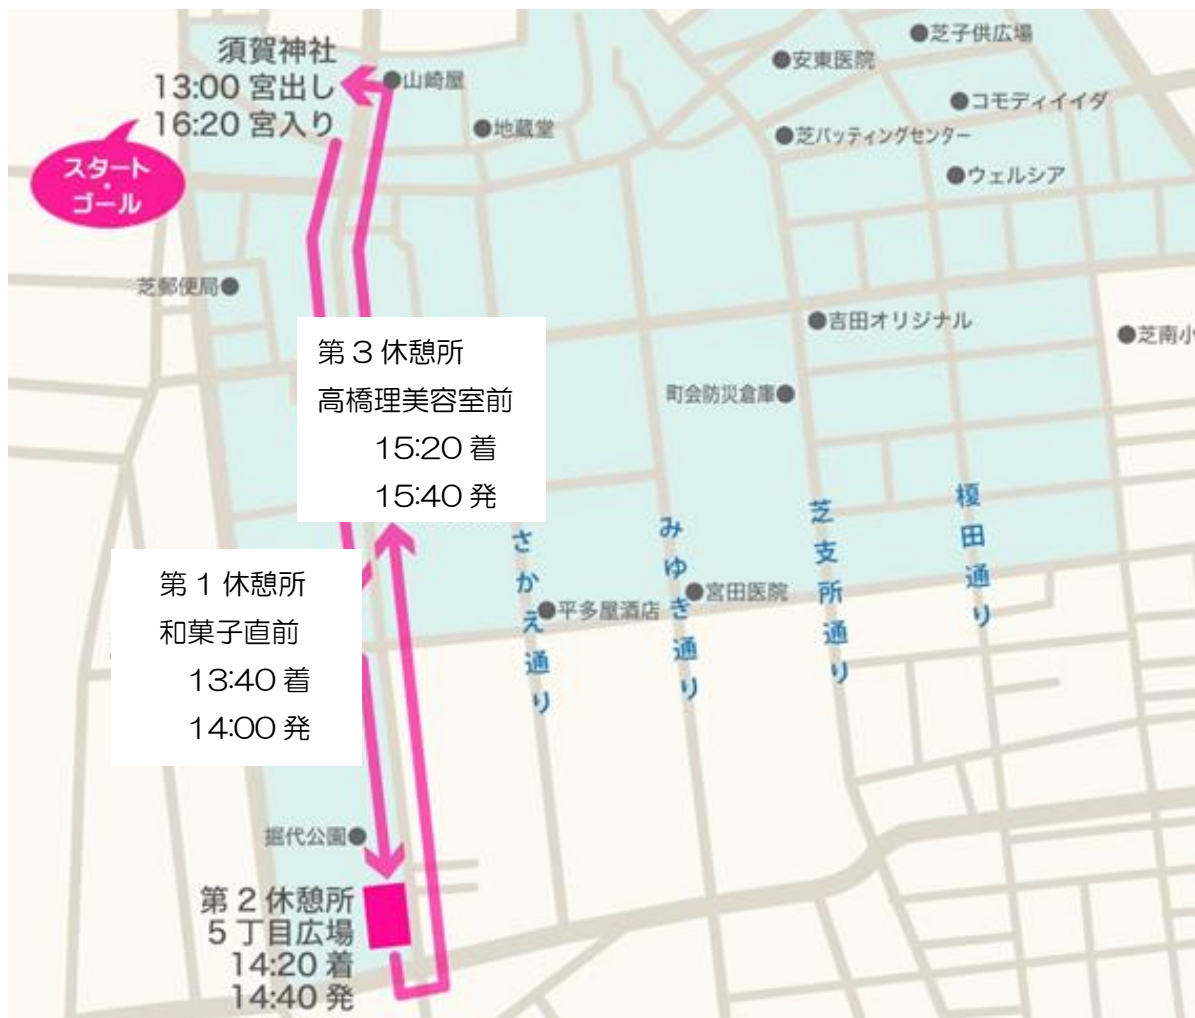 須賀神社
13:00 宮出し
16:20 宮入り
スタート
・
ゴール
●山崎屋
●地蔵堂
●芝子供広場
●安東医院
●コモディイイダ
●芝バッティングセンター
●ウェルシア
芝郵便局●
●吉田オリジナル
●芝南小
町会防災倉庫●
第3休憩所
高橋理美容室前
15:20 着
15:40 発
さかえ通り
みゆき通り
芝支所通り
榎田通り
●宮田医院
●平多屋酒店
第1休憩所
和菓子直前
13:40 着
14:00 発
堀代公園●
第2休憩所
5丁目広場
14:20 着
14:40 発